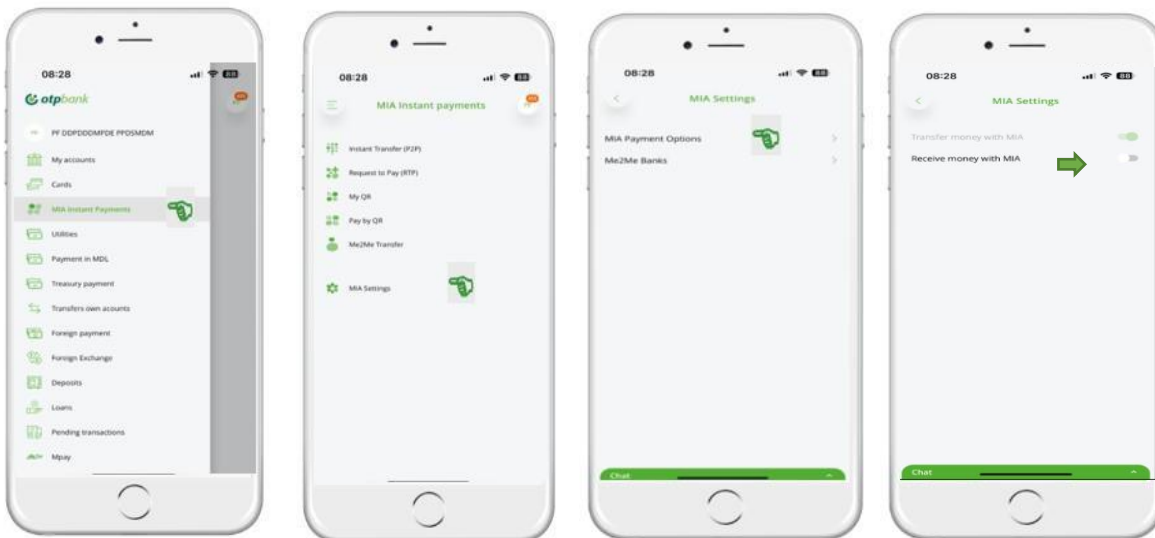 08:28
otpbank
PF DDPDDDMFDE PPDSMDM
My accounts
Cards
MIA Instant Payments
Utilities
Payment in MDL
Treasury payment
Transfers own acounts
Foreign payment
Foreign Exchange
Deposits
Loans
Pending transactions
Mpay
08:28
MIA Instant payments
Instant Transfer (P2P)
Request to Pay (RTP)
My QR
Pay by QR
Me2Me Transfer
MIA Settings
08:28
MIA Settings
MIA Payment Options
Me2Me Banks
Chat
08:28
MIA Settings
Transfer money with MIA
Receive money with MIA
Chat